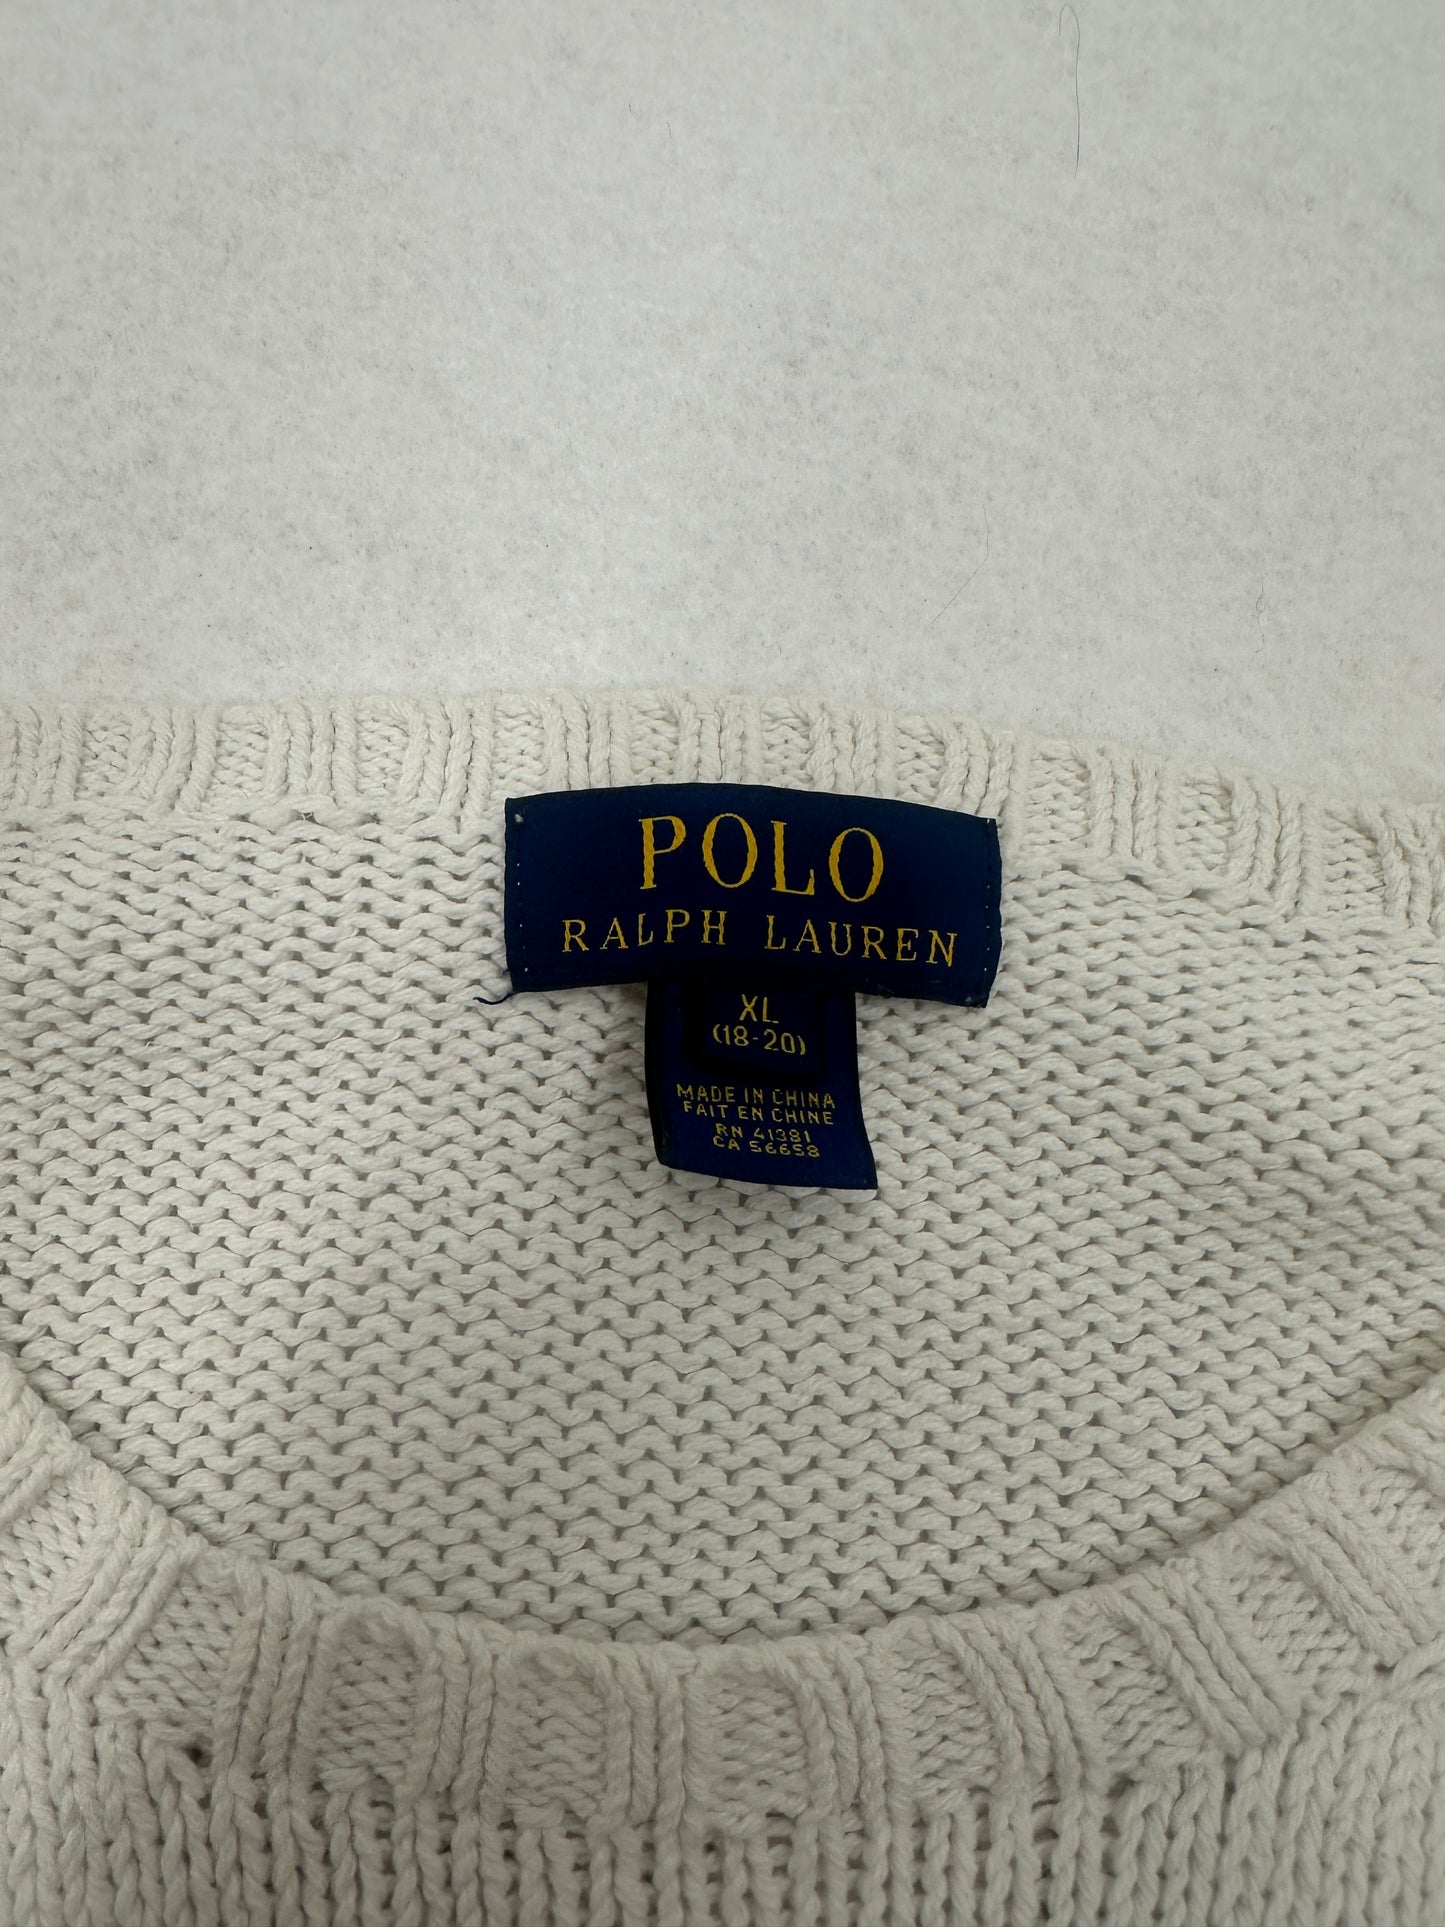 POLO
RALPH LAUREN
XL
(18-20)
MADE IN CHINA
FAIT EN CHINE
RN 41381
CA 56658